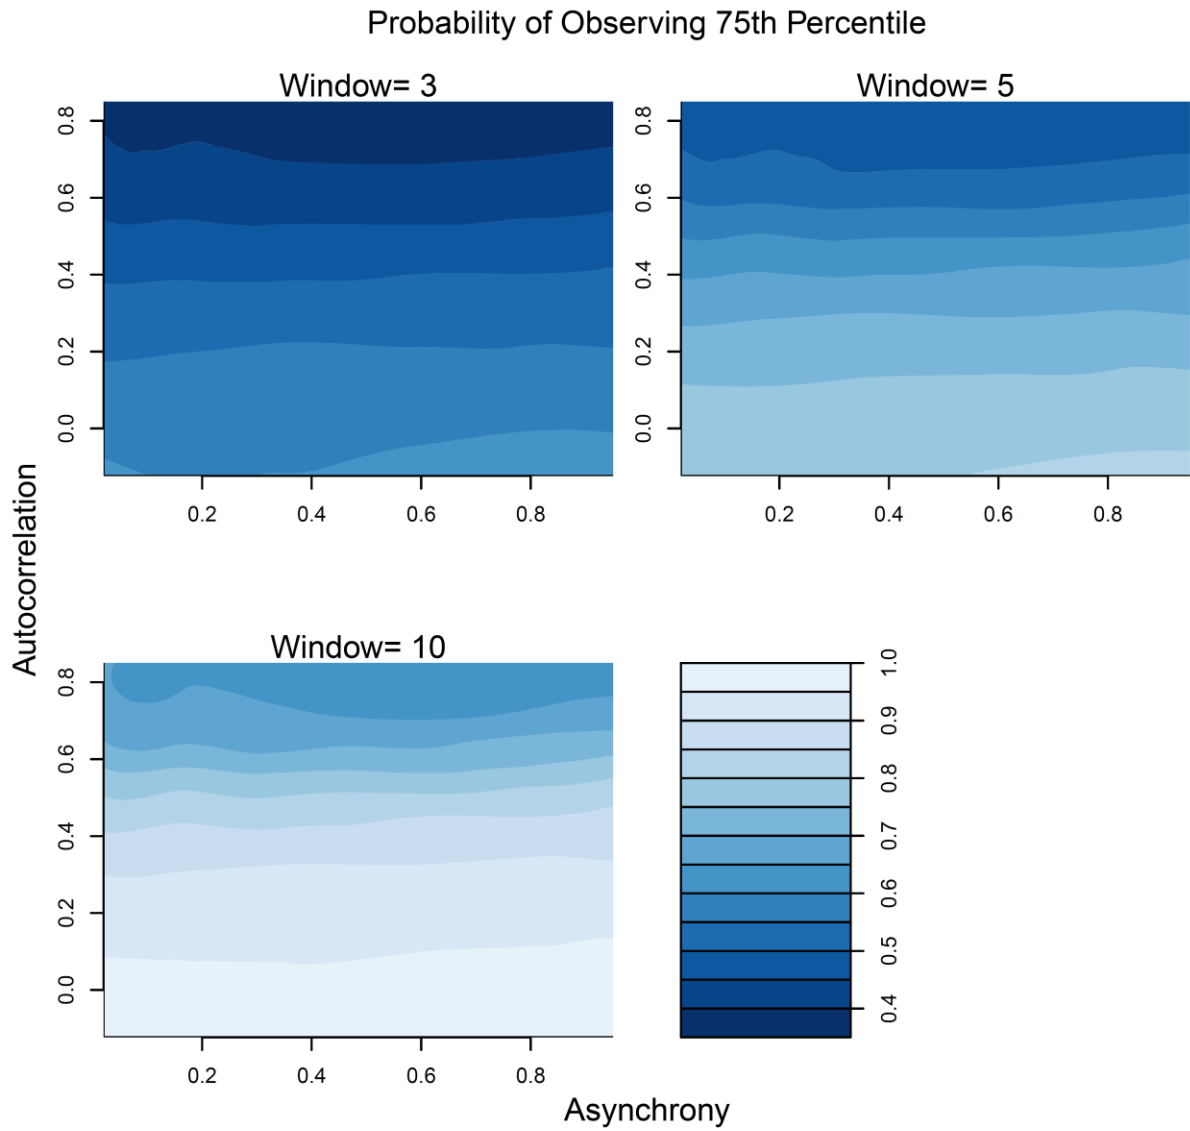 Probability of Observing 75th Percentile
Window= 3
0.8
0.6
0.4
0.2
0.0
0.2 0.4 0.6 0.8
Window= 5
0.8
0.6
0.4
0.2
0.0
0.2 0.4 0.6 0.8
Autocorrelation
Window= 10
0.8
0.6
0.4
0.2
0.0
0.2 0.4 0.6 0.8
1.0
0.9
0.8
0.7
0.6
0.5
0.4
Asynchrony